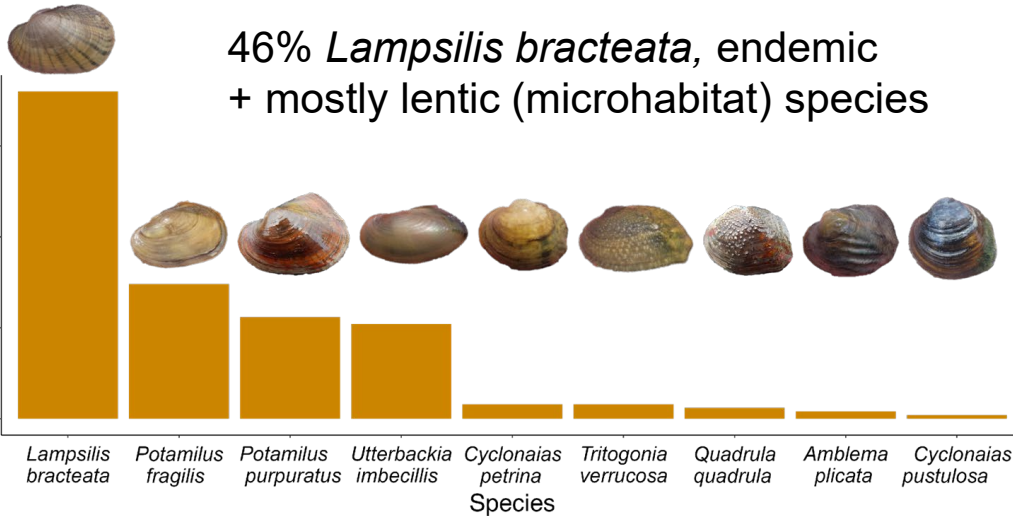 46% Lampsilis bracteata, endemic
+ mostly lentic (microhabitat) species
Lampsilis bracteata
Potamilus fragilis
Potamilus purpuratus
Utterbackia imbecillis
Cyclonaias petrina
Tritogonia verrucosa
Quadrula quadrula
Amblema plicata
Cyclonaias pustulosa
Species